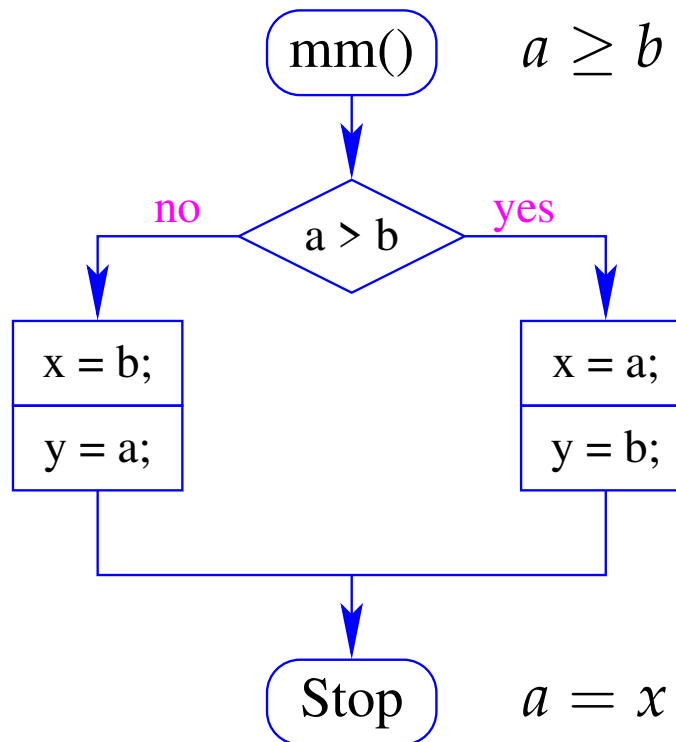 mm()
a ≥ b
no
yes
a > b
x = b;
x = a;
y = a;
y = b;
Stop
a = x